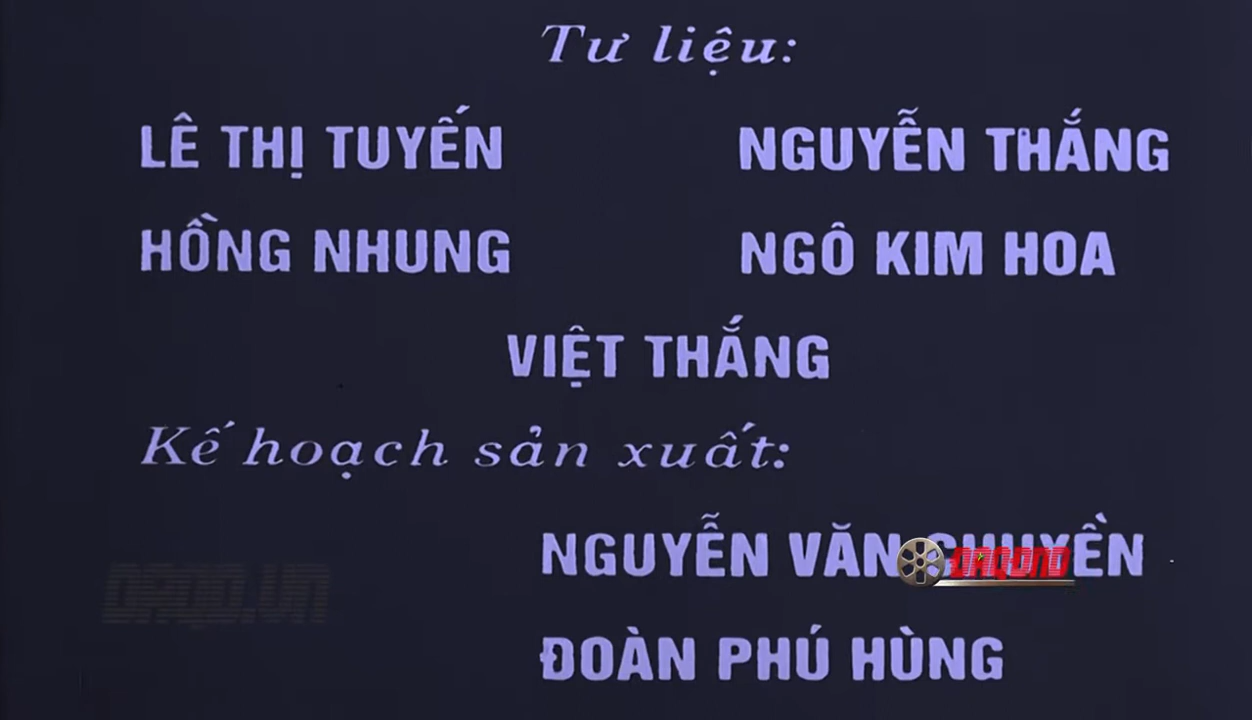 Tư liệu:
LÊ THỊ TUYẾN NGUYỄN THẮNG
HỒNG NHUNG NGÔ KIM HOA
VIỆT THẮNG
Kế hoạch sản xuất:
NGUYỄN VĂN
ĐOÀN PHÚ HÙNG